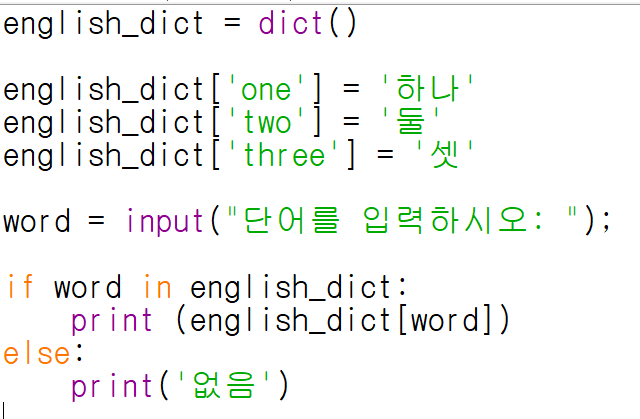 english_dict = dict()
english_dict['one'] = '하나'
english_dict['two'] = '둘'
english_dict['three'] = '셋'
word = input("단어를 입력하시오: ");
if word in english_dict:
    print (english_dict[word])
else:
    print('없음')